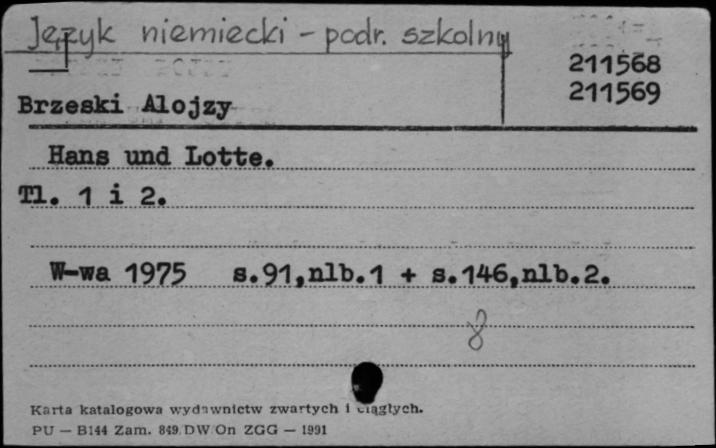 Język niemiecki - podr. szkolny
211568
211569
Brzeski Alojzy
Hans und Lotte.
Tl. 1 i 2.
W-wa 1975 s.91,nlb.1 + s.146,nlb.2.
8
Karta katalogowa wydawnictw zwartych i ciągłych.
PU — B144 Zam. 849. DW/On ZGG — 1991